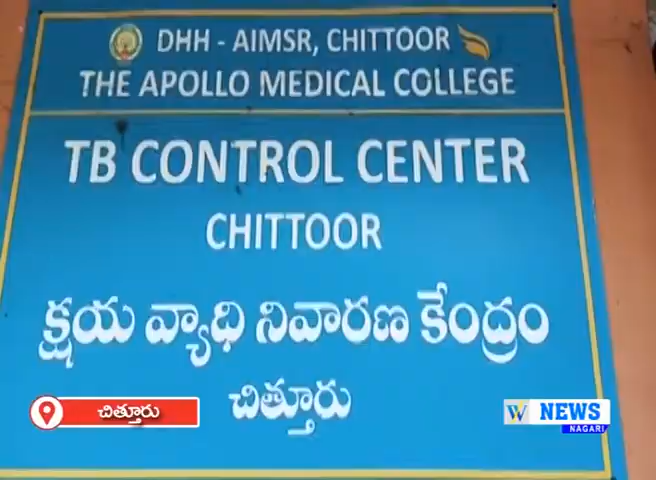 DHH - AIMSR, CHITTOOR
THE APOLLO MEDICAL COLLEGE
TB CONTROL CENTER
CHITTOOR
క్షయ వ్యాధి నివారణ కేంద్రం
చిత్తూరు
చిత్తూరు
W NEWS
NAGARI